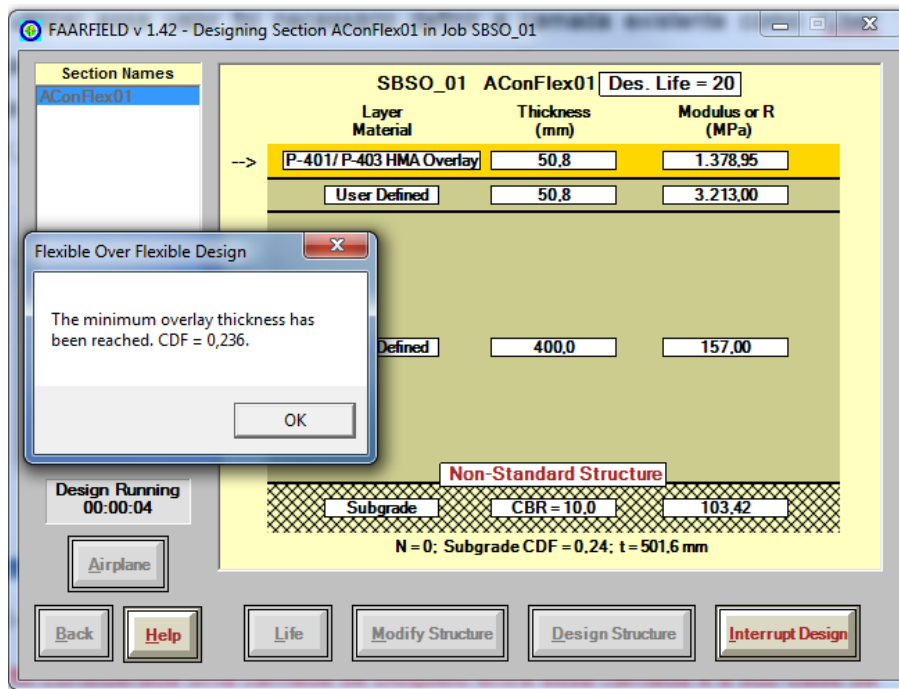 FAARFIELD v 1.42 - Designing Section AConFlex01 in Job SBSO_01
Section Names
AConFlex01
SBSO_01 AConFlex01 Des. Life = 20
Layer Material Thickness (mm) Modulus or R (MPa)
--> P-401/ P-403 HMA Overlay 50,8 1.378,95
User Defined 50,8 3.213,00
Defined 400,0 157,00
Non-Standard Structure
Subgrade CBR = 10,0 103,42
N = 0; Subgrade CDF = 0,24; t = 501,6 mm
Flexible Over Flexible Design
The minimum overlay thickness has
been reached. CDF = 0,236.
OK
Design Running
00:00:04
Airplane
Back Help Life Modify Structure Design Structure Interrupt Design